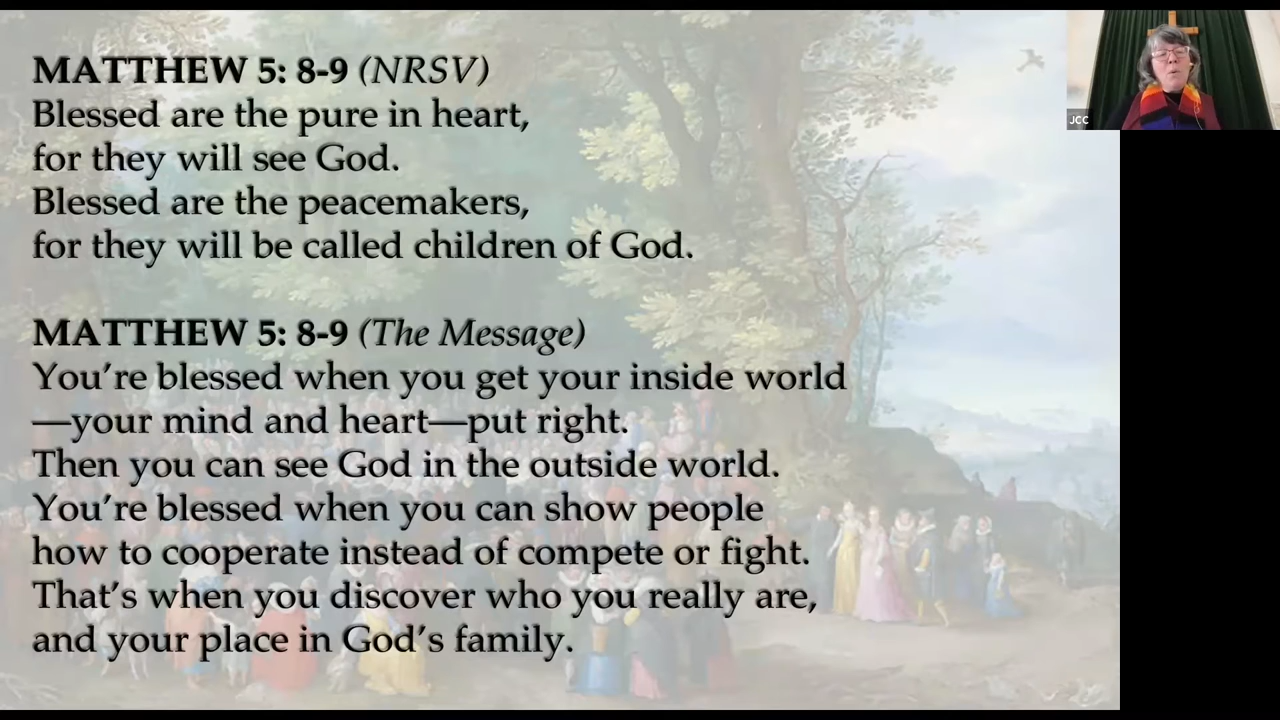 MATTHEW 5: 8-9 (NRSV)
Blessed are the pure in heart,
for they will see God.
Blessed are the peacemakers,
for they will be called children of God.
MATTHEW 5: 8-9 (The Message)
You’re blessed when you get your inside world
—your mind and heart—put right.
Then you can see God in the outside world.
You’re blessed when you can show people
how to cooperate instead of compete or fight.
That’s when you discover who you really are,
and your place in God’s family.
JCC